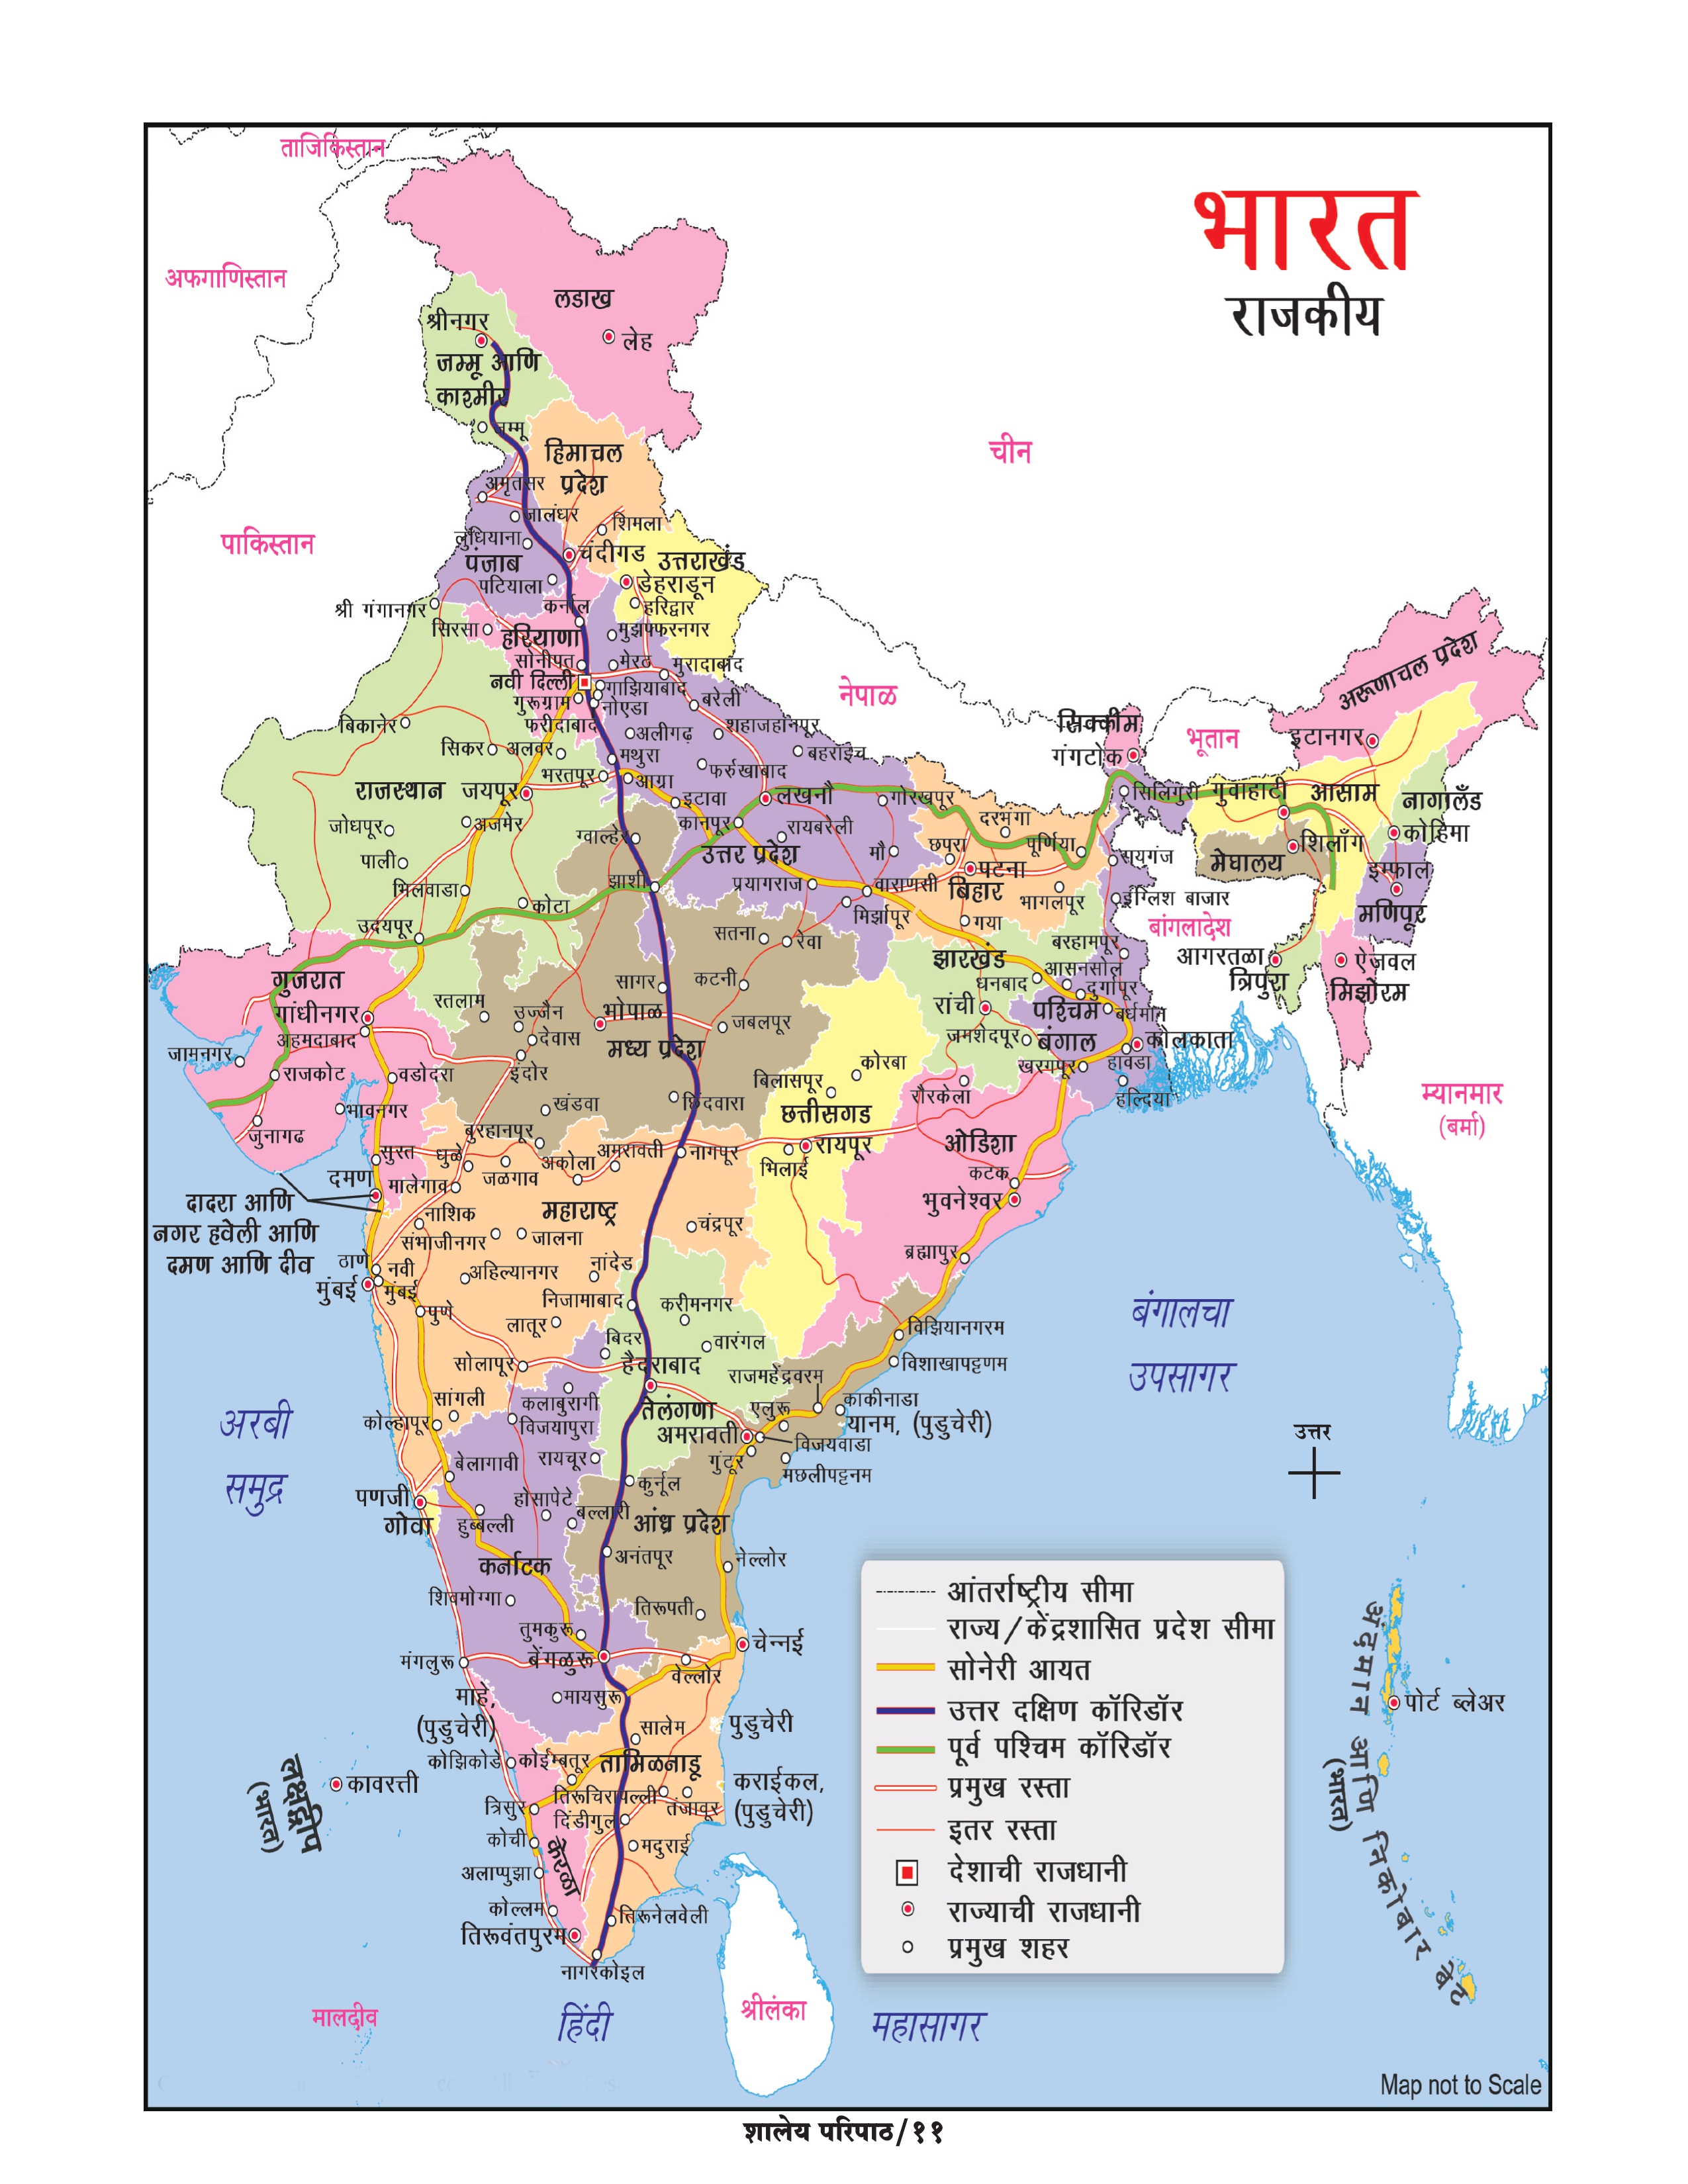 ताजिकिस्तान
भारत
राजकीय
अफगाणिस्तान
लडाख
श्रीनगर
लेह
जम्मू आणि
काश्मीर
जम्मू
चीन
हिमाचल
प्रदेश
अमृतसर
जालंधर
शिमला
पाकिस्तान
लुधियाना
चंदीगड
पंजाब
उत्तराखंड
पटियाला
डेहराडून
श्री गंगानगर
कर्नाल
हरिद्वार
सिरसा
हरियाणा
मुझफ्फरनगर
सोनीपत
मेरठ
मुरादाबाद
नवी दिल्ली
गाझियाबाद
गुरूग्राम
नोएडा
बरेली
नेपाळ
अरूणाचल प्रदेश
बिकानेर
फरीदाबाद
अलीगढ़
शहाजहांनपूर
सिक्कीम
गंगटोक
भूतान
इटानगर
सिकर
अलवर
मथुरा
बहराइच
भरतपूर
आग्रा
फर्रुखाबाद
राजस्थान
जयपूर
इटावा
लखनौ
गोरखपूर
सिलिगुरी
गुवाहाटी
आसाम
नागालँड
जोधपूर
अजमेर
ग्वाल्हेर
कानपूर
रायबरेली
दरभंगा
कोहिमा
पाली
उत्तर प्रदेश
मौ
छपरा
पूर्णिया
रायगंज
मेघालय
शिलाँग
भिलवाडा
झाशी
प्रयागराज
वाराणसी
पटना
बिहार
इम्फाल
कोटा
मिर्झापूर
भागलपूर
इंग्लिश बाजार
मणिपूर
उदयपूर
गया
बांगलादेश
सतना
रेवा
बरहामपूर
आगरतळा
ऐजवल
झारखंड
आसनसोल
त्रिपुरा
मिझोरम
गुजरात
सागर
कटनी
धनबाद
दुर्गापूर
रतलाम
उज्जैन
भोपाळ
रांची
पश्चिम
बर्धमान
गांधीनगर
जबलपूर
बंगाल
अहमदाबाद
देवास
मध्य प्रदेश
जमशेदपूर
कोलकाता
जामनगर
राजकोट
वडोदरा
इंदोर
कोरबा
बिलासपूर
खरगपूर
हावडा
भावनगर
खंडवा
छिंदवारा
छत्तीसगड
रौरकेला
हल्दिया
म्यानमार
(बर्मा)
जुनागढ
बुरहानपूर
सुरत
धुळे
अमरावती
नागपूर
रायपूर
ओडिशा
दमण
मालेगाव
जळगाव
अकोला
भिलाई
कटक
दादरा आणि
नगर हवेली आणि
दमण आणि दीव
भुवनेश्वर
नाशिक
महाराष्ट्र
चंद्रपूर
संभाजीनगर
जालना
ब्रह्मापुर
ठाणे
नवी
मुंबई
मुंबई
अहिल्यानगर
नांदेड
पुणे
निजामाबाद
करीमनगर
लातूर
बिदर
वारंगल
विझियानगरम
बंगालचा
उपसागर
सोलापूर
हैदराबाद
राजमहेंद्रवरम
विशाखापट्टणम
सांगली
कलाबुरागी
तेलंगणा
एलुरू
काकीनाडा
कोल्हापूर
विजयापुरा
अमरावती
यानम, (पुडुचेरी)
अरबी
समुद्र
विजयवाडा
बेलागावी
रायचूर
गुंटूर
मछलीपट्टनम
उत्तर
पणजी
होसापेटे
कुर्नूल
गोवा
हुब्बल्ली
बल्लारी
आंध्र प्रदेश
कर्नाटक
अनंतपूर
नेल्लोर
शिवमोग्गा
तिरूपती
तुमकुरू
मंगलुरू
बेंगळुरू
चेन्नई
वेल्लोर
माहे,
(पुडुचेरी)
मायसुरू
सालेम
पुडुचेरी
कोझिकोडे
कोईम्बतूर
तामिळनाडू
कावरत्ती
लक्षद्वीप
(भारत)
तिरूचिरापल्ली
तंजावूर
कराईकल,
(पुडुचेरी)
त्रिसुर
दिंडीगुल
कोची
केरळा
मदुराई
अलाप्पुझा
कोल्लम
तिरूनेलवेली
तिरूवंतपुरम
नागरकोइल
आंतर्राष्ट्रीय सीमा
राज्य/केंद्रशासित प्रदेश सीमा
सोनेरी आयत
उत्तर दक्षिण कॉरिडॉर
पूर्व पश्चिम कॉरिडॉर
प्रमुख रस्ता
इतर रस्ता
देशाची राजधानी
राज्याची राजधानी
प्रमुख शहर
अंदमान आणि निकोबार बेटे
(भारत)
पोर्ट ब्लेअर
मालदीव
हिंदी
श्रीलंका
महासागर
Map not to Scale
शालेय परिपाठ/११